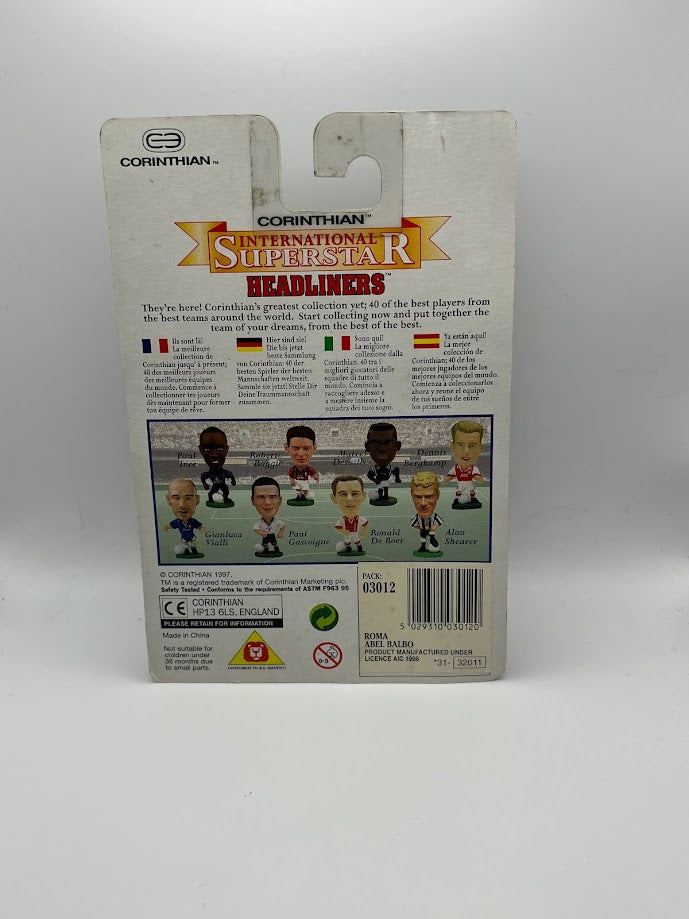 CORINTHIAN™
CORINTHIAN™
INTERNATIONAL
SUPERSTAR
HEADLINERS™
They're here! Corinthian's greatest collection yet; 40 of the best players from
the best teams around the world. Start collecting now and put together the
team of your dreams, from the best of the best.
Ils sont là!
La meilleure
collection de
Corinthian jusqu'à présent;
40 des meilleurs joueurs
des meilleures équipes
du monde. Commence à
collectionner tes joueurs
dès maintenant pour former
ton équipe de rêve.
Hier sind sie!
Die bis jetzt
beste Sammlung
von Corinthian: 40 der
besten Spieler der besten
Mannschaften weltweit.
Sammle sie jetzt! Stelle Dir
Deine Traummannschaft
zusammen.
Sono qui!
La migliore
collezione dalla
Corinthian: 40 tra i
migliori giocatori delle
squadre di tutto il
mondo. Comincia a
raccogliere adesso e
a mettere insieme la
squadra dei tuoi sogni.
Ya están aquí!
La mejor
colección de
Corinthian; 40 de los
mejores jugadores de los
mejores equipos del mundo.
Comienza a coleccionarlos
ahora y reune el equipo
de tus sueños de entre
los primeros.
Paul
Ince
Roberto
Baggio
Marcel
Desailly
Dennis
Bergkamp
Gianluca
Vialli
Paul
Gascoigne
Ronald
De Boer
Alan
Shearer
© CORINTHIAN 1997.
TM is a registered trademark of Corinthian Marketing plc.
Safety Tested • Conforms to the requirements of ASTM F963 95
CE CORINTHIAN
HP13 6LS, ENGLAND
PLEASE RETAIN FOR INFORMATION
Made in China
Not suitable for
children under
36 months due
to small parts.
0-3
PACK:
03012
5 029310 030120
ROMA
ABEL BALBO
PRODUCT MANUFACTURED UNDER
LICENCE AIC 1996
*31- 32011